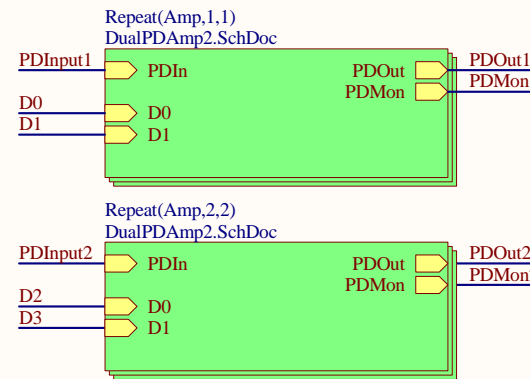 Repeat(Amp,1,1)
DualPDAmp2.SchDoc
PDInput1 PDIn PDOut PDOut1
PDMon PDMon
D0 D0
D1 D1
Repeat(Amp,2,2)
DualPDAmp2.SchDoc
PDInput2 PDIn PDOut PDOut2
PDMon PDMon
D2 D0
D3 D1